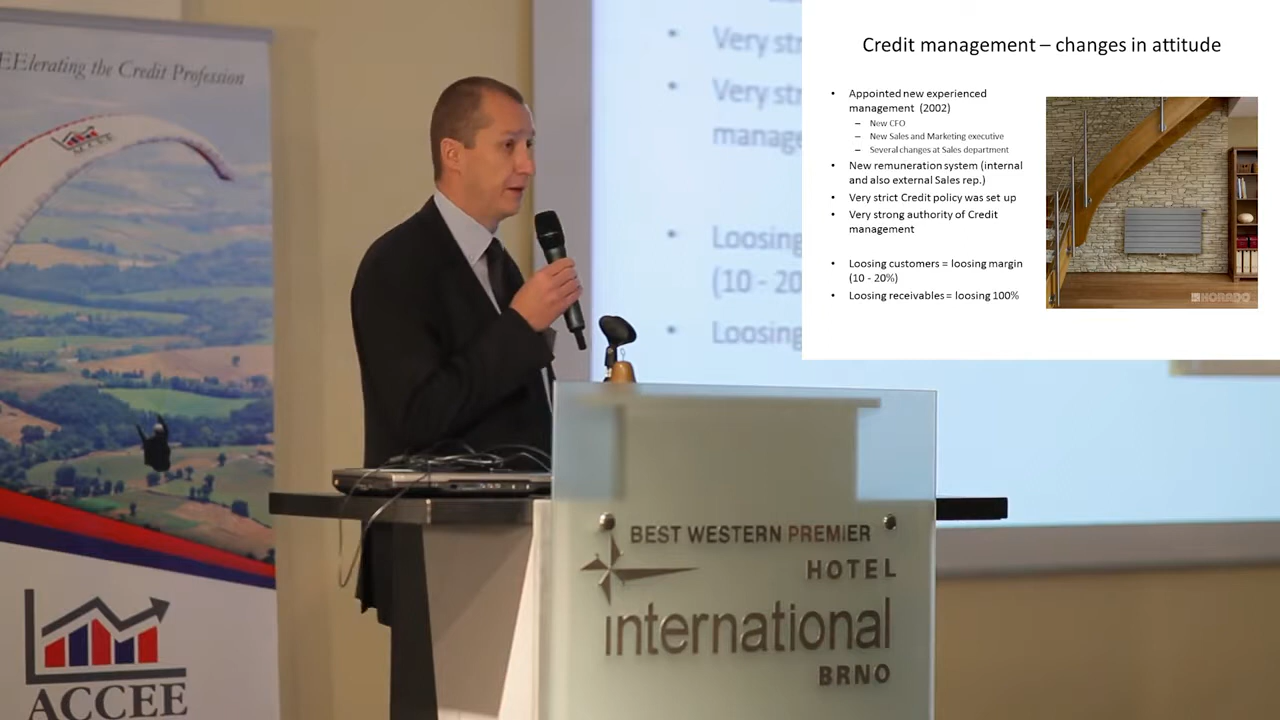 EElerating the Credit Profession
ACCEE
ACCEE
Very str
Very str
manage
Loosing
(10 - 20
Loosing
Credit management – changes in attitude
• Appointed new experienced
management (2002)
– New CFO
– New Sales and Marketing executive
– Several changes at Sales department
• New remuneration system (internal
and also external Sales rep.)
• Very strict Credit policy was set up
• Very strong authority of Credit
management
• Loosing customers = loosing margin
(10 - 20%)
• Loosing receivables = loosing 100%
KORADO
BEST WESTERN PREMIER
HOTEL
international
BRNO